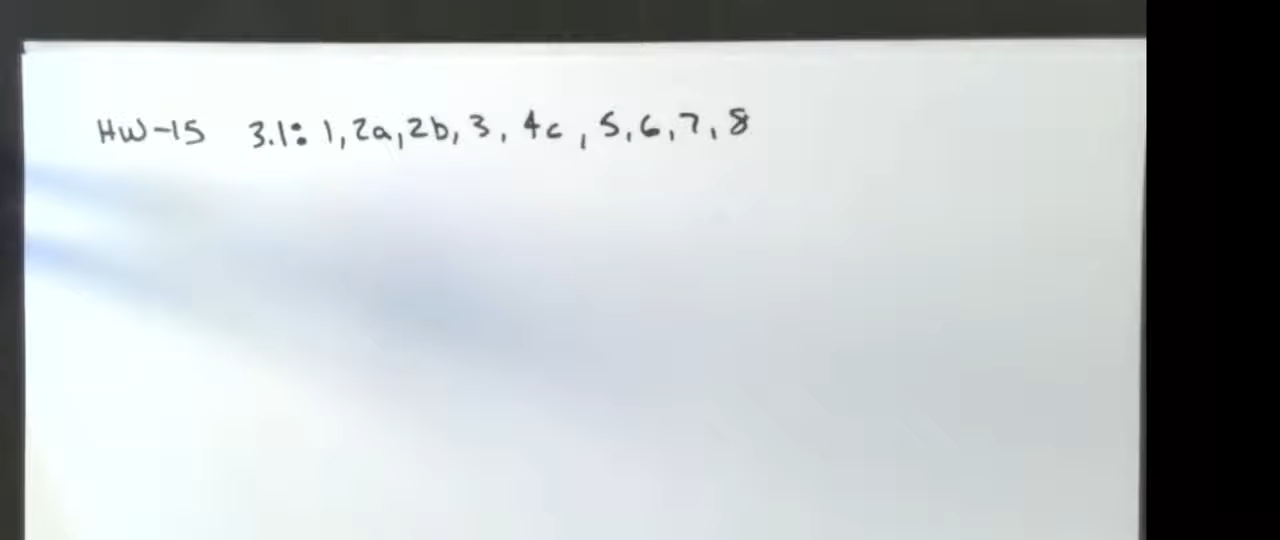 HW-15 3.1: 1, 2a, 2b, 3, 4c, 5, 6, 7, 8